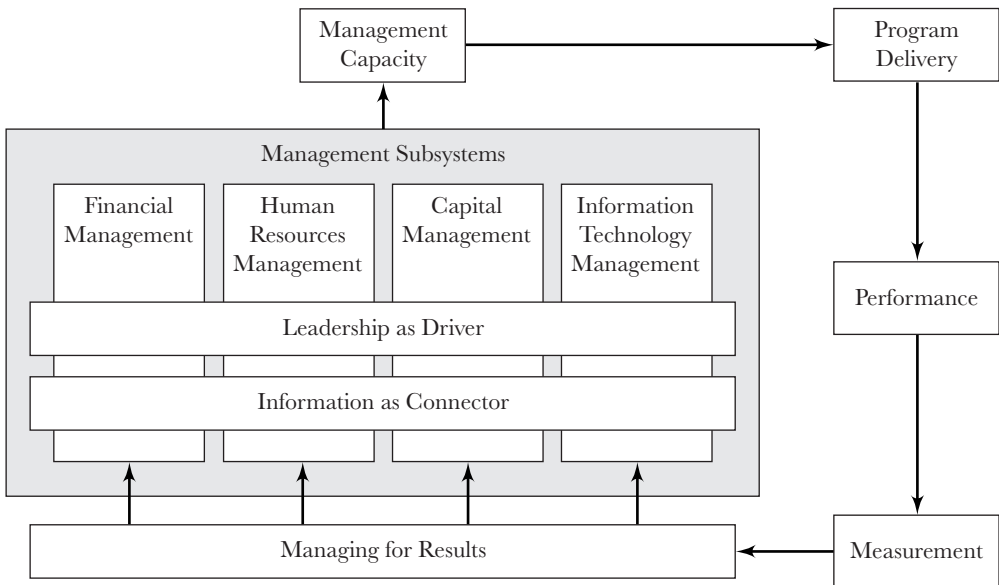 Management
Capacity
Program
Delivery
Management Subsystems
Financial
Management
Human
Resources
Management
Capital
Management
Information
Technology
Management
Performance
Leadership as Driver
Information as Connector
Managing for Results
Measurement